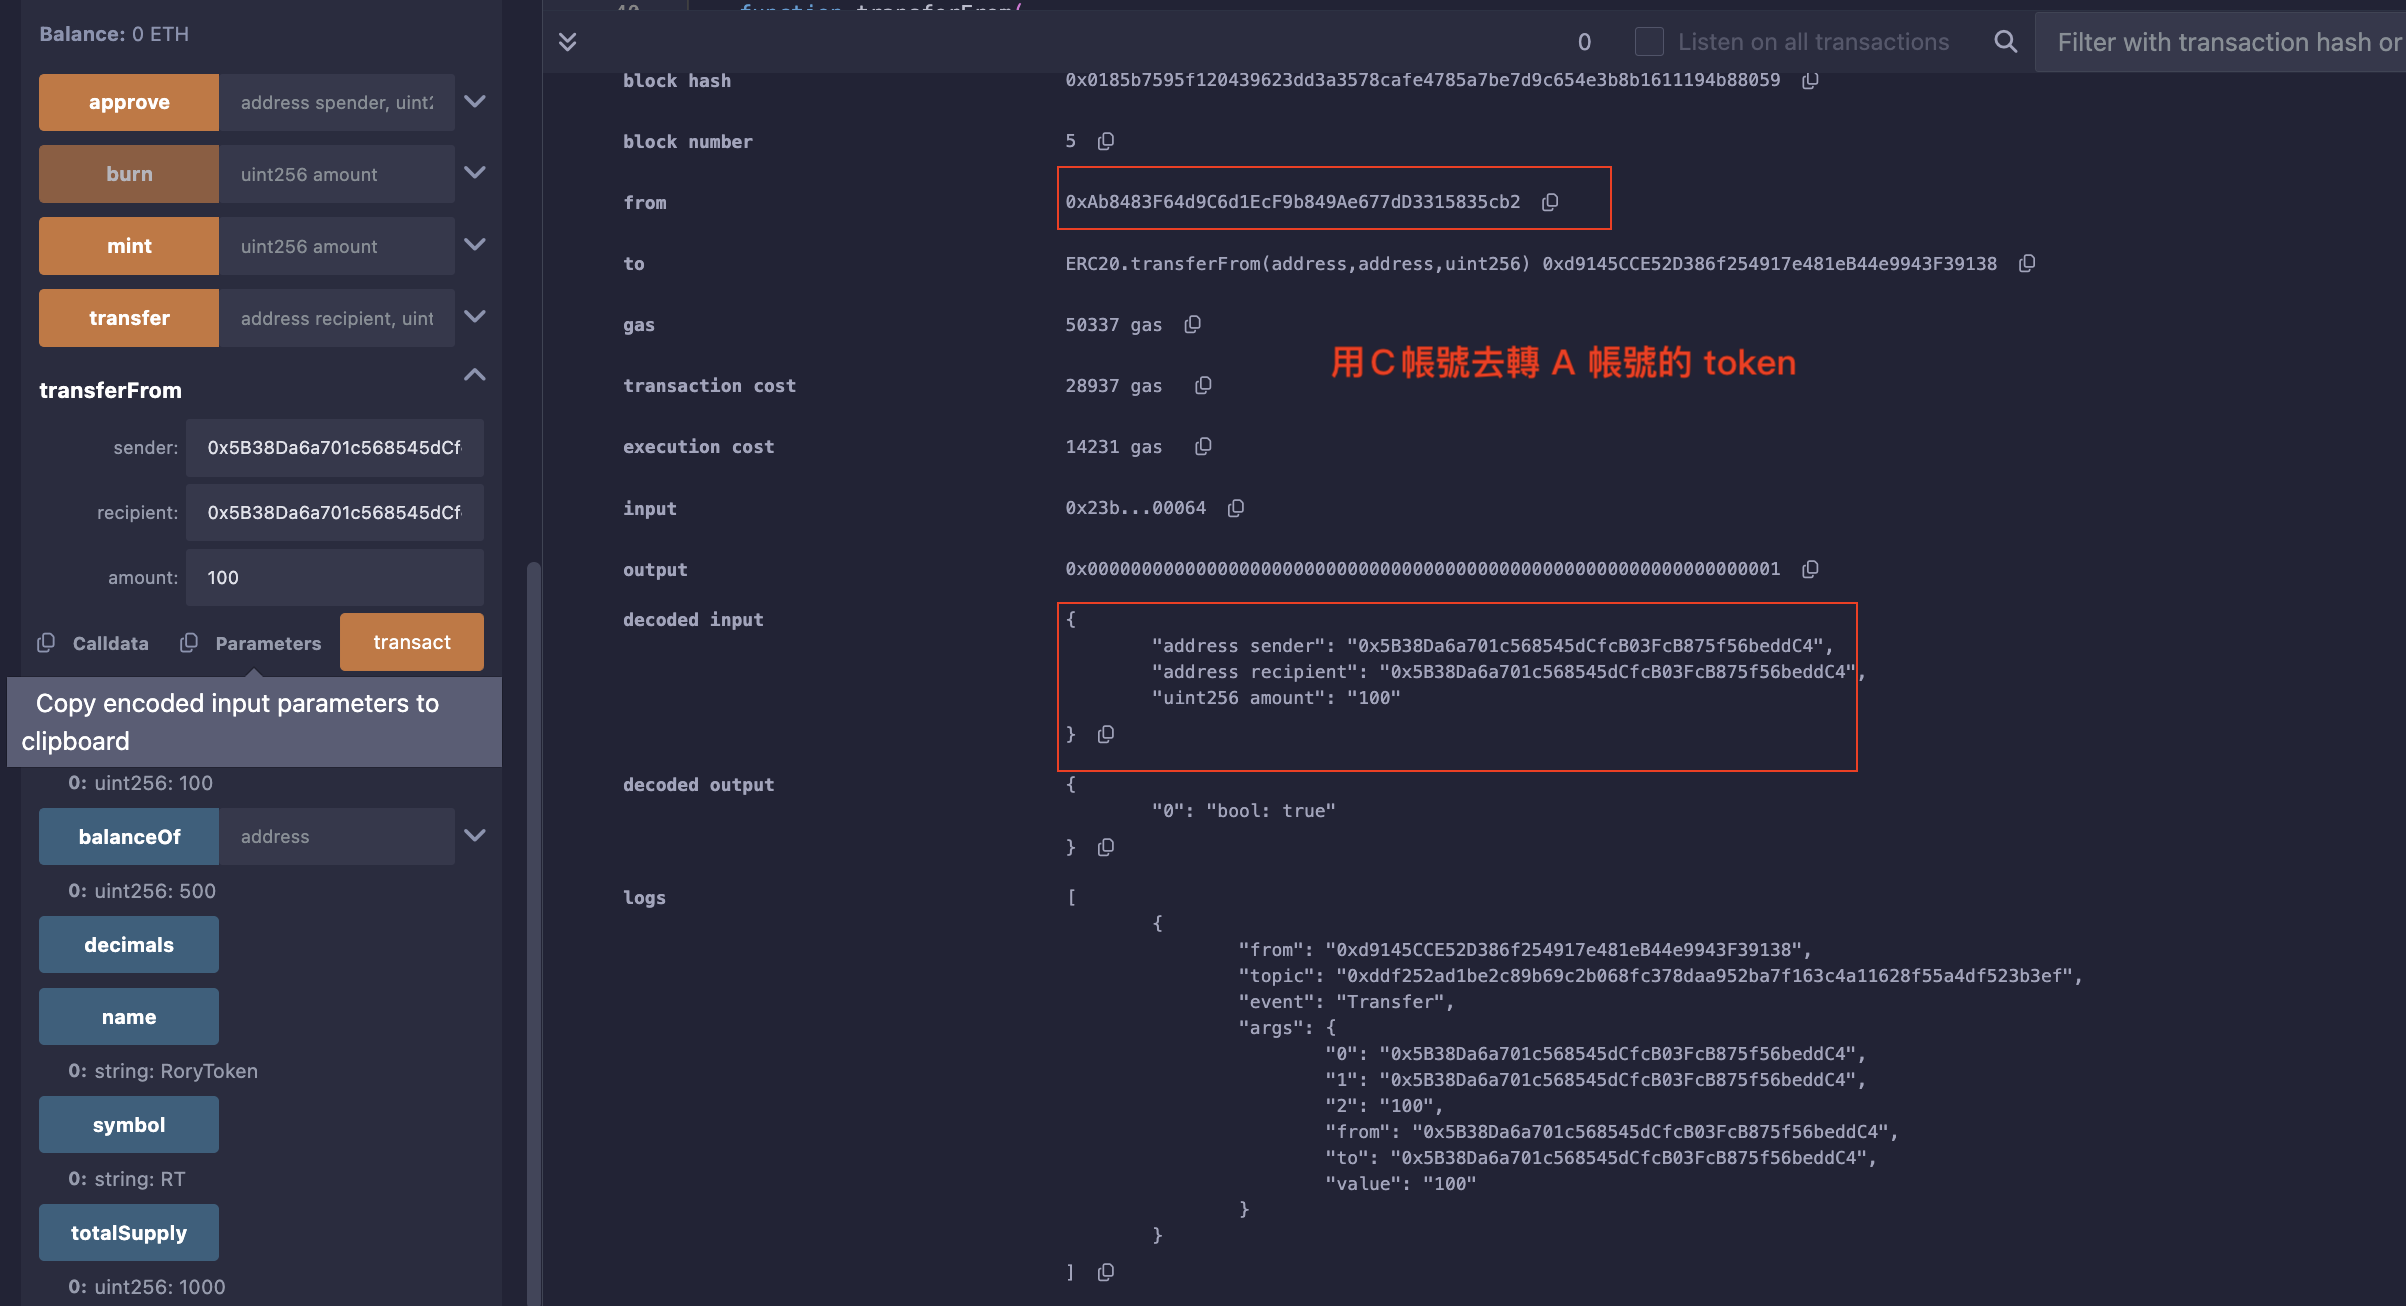 Balance: 0 ETH
approve
address spender, uint2
burn
uint256 amount
mint
uint256 amount
transfer
address recipient, uint
transferFrom
sender:
0x5B38Da6a701c568545dCf
recipient:
0x5B38Da6a701c568545dCf
amount:
100
Calldata
Parameters
transact
Copy encoded input parameters to
clipboard
0: uint256: 100
balanceOf
address
0: uint256: 500
decimals
name
0: string: RoryToken
symbol
0: string: RT
totalSupply
0: uint256: 1000
function transferFrom(
0
Listen on all transactions
Filter with transaction hash or
block hash
0x0185b7595f120439623dd3a3578cafe4785a7be7d9c654e3b8b1611194b88059
block number
5
from
0xAb8483F64d9C6d1EcF9b849Ae677dD3315835cb2
to
ERC20.transferFrom(address,address,uint256) 0xd9145CCE52D386f254917e481eB44e9943F39138
gas
50337 gas
用C帳號去轉 A 帳號的 token
transaction cost
28937 gas
execution cost
14231 gas
input
0x23b...00064
output
0x0000000000000000000000000000000000000000000000000000000000000001
decoded input
{
"address sender": "0x5B38Da6a701c568545dCfcB03FcB875f56beddC4",
"address recipient": "0x5B38Da6a701c568545dCfcB03FcB875f56beddC4",
"uint256 amount": "100"
}
decoded output
{
"0": "bool: true"
}
logs
[
{
"from": "0xd9145CCE52D386f254917e481eB44e9943F39138",
"topic": "0xddf252ad1be2c89b69c2b068fc378daa952ba7f163c4a11628f55a4df523b3ef",
"event": "Transfer",
"args": {
"0": "0x5B38Da6a701c568545dCfcB03FcB875f56beddC4",
"1": "0x5B38Da6a701c568545dCfcB03FcB875f56beddC4",
"2": "100",
"from": "0x5B38Da6a701c568545dCfcB03FcB875f56beddC4",
"to": "0x5B38Da6a701c568545dCfcB03FcB875f56beddC4",
"value": "100"
}
}
]